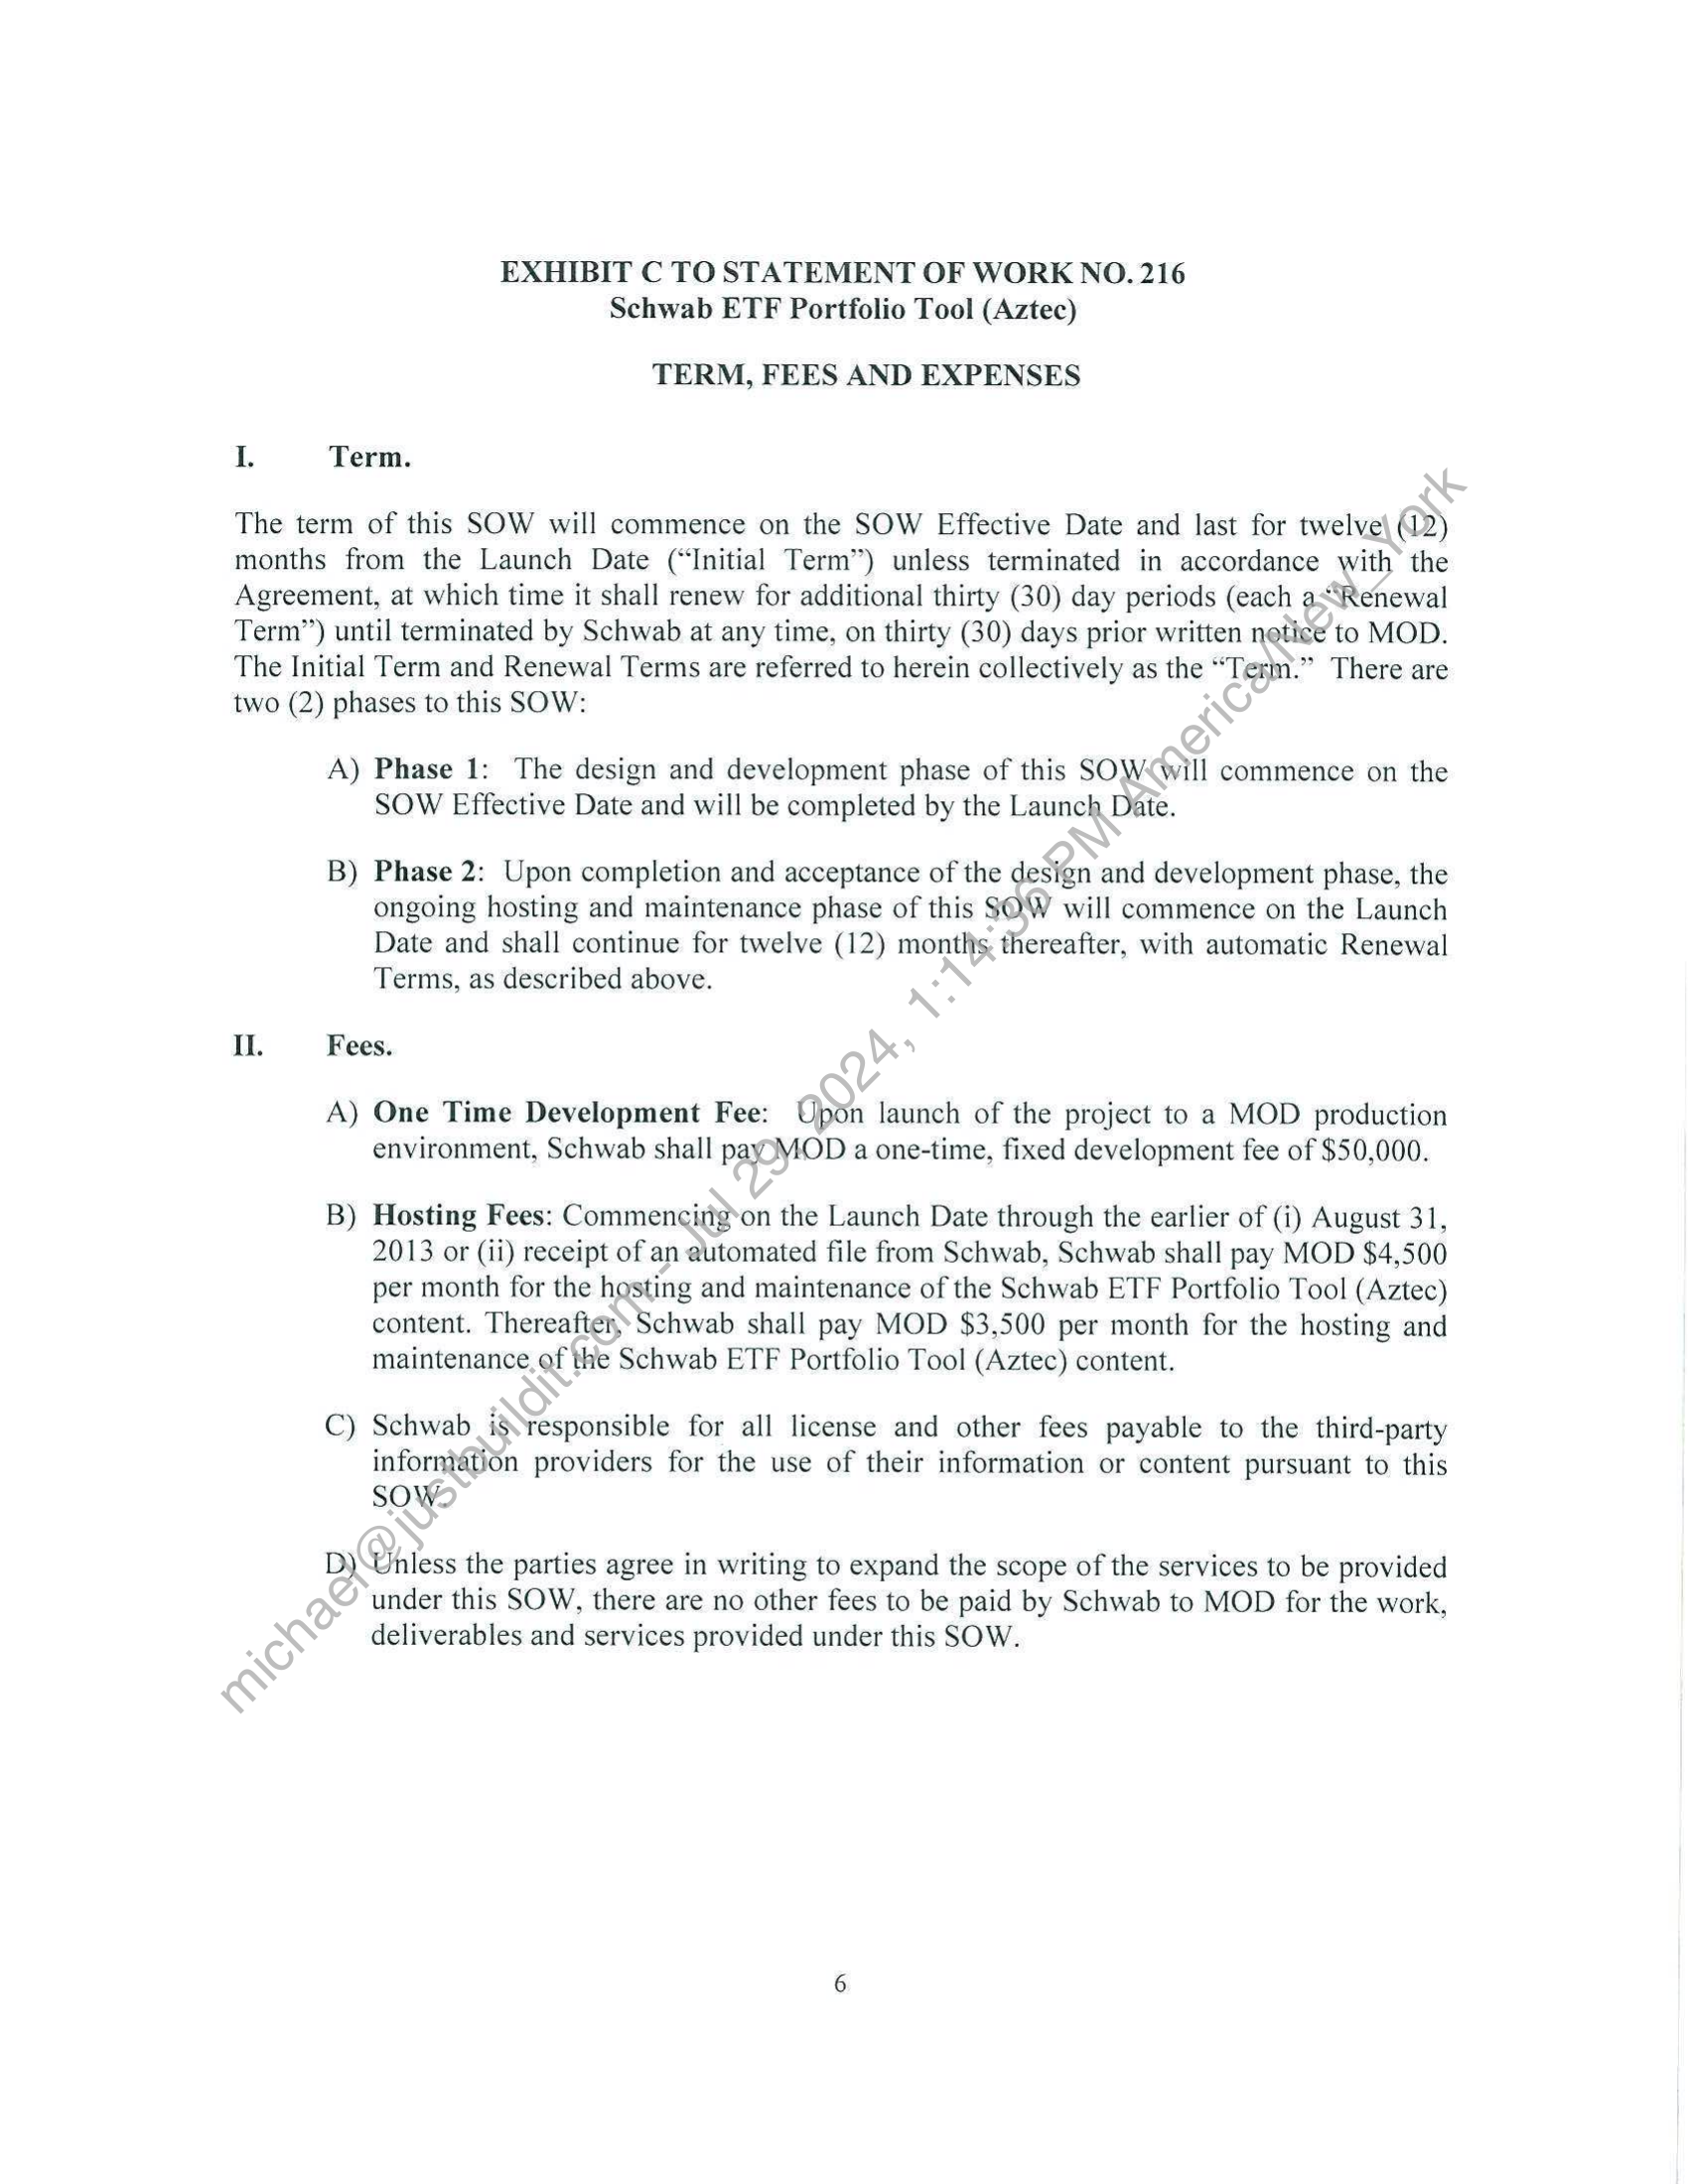 EXHIBIT C TO STATEMENT OF WORK NO. 216
Schwab ETF Portfolio Tool (Aztec)
TERM, FEES AND EXPENSES
I. Term.
The term of this SOW will commence on the SOW Effective Date and last for twelve (12)
months from the Launch Date (“Initial Term”) unless terminated in accordance with the
Agreement, at which time it shall renew for additional thirty (30) day periods (each a “Renewal
Term”) until terminated by Schwab at any time, on thirty (30) days prior written notice to MOD.
The Initial Term and Renewal Terms are referred to herein collectively as the “Term.” There are
two (2) phases to this SOW:
A) Phase 1: The design and development phase of this SOW will commence on the
SOW Effective Date and will be completed by the Launch Date.
B) Phase 2: Upon completion and acceptance of the design and development phase, the
ongoing hosting and maintenance phase of this SOW will commence on the Launch
Date and shall continue for twelve (12) months thereafter, with automatic Renewal
Terms, as described above.
II. Fees.
A) One Time Development Fee: Upon launch of the project to a MOD production
environment, Schwab shall pay MOD a one-time, fixed development fee of $50,000.
B) Hosting Fees: Commencing on the Launch Date through the earlier of (i) August 31,
2013 or (ii) receipt of an automated file from Schwab, Schwab shall pay MOD $4,500
per month for the hosting and maintenance of the Schwab ETF Portfolio Tool (Aztec)
content. Thereafter, Schwab shall pay MOD $3,500 per month for the hosting and
maintenance of the Schwab ETF Portfolio Tool (Aztec) content.
C) Schwab is responsible for all license and other fees payable to the third-party
information providers for the use of their information or content pursuant to this
SOW.
D) Unless the parties agree in writing to expand the scope of the services to be provided
under this SOW, there are no other fees to be paid by Schwab to MOD for the work,
deliverables and services provided under this SOW.
6
michael@justbuildit.com - Jul 29, 2024, 1:14:36 PM America/New_York